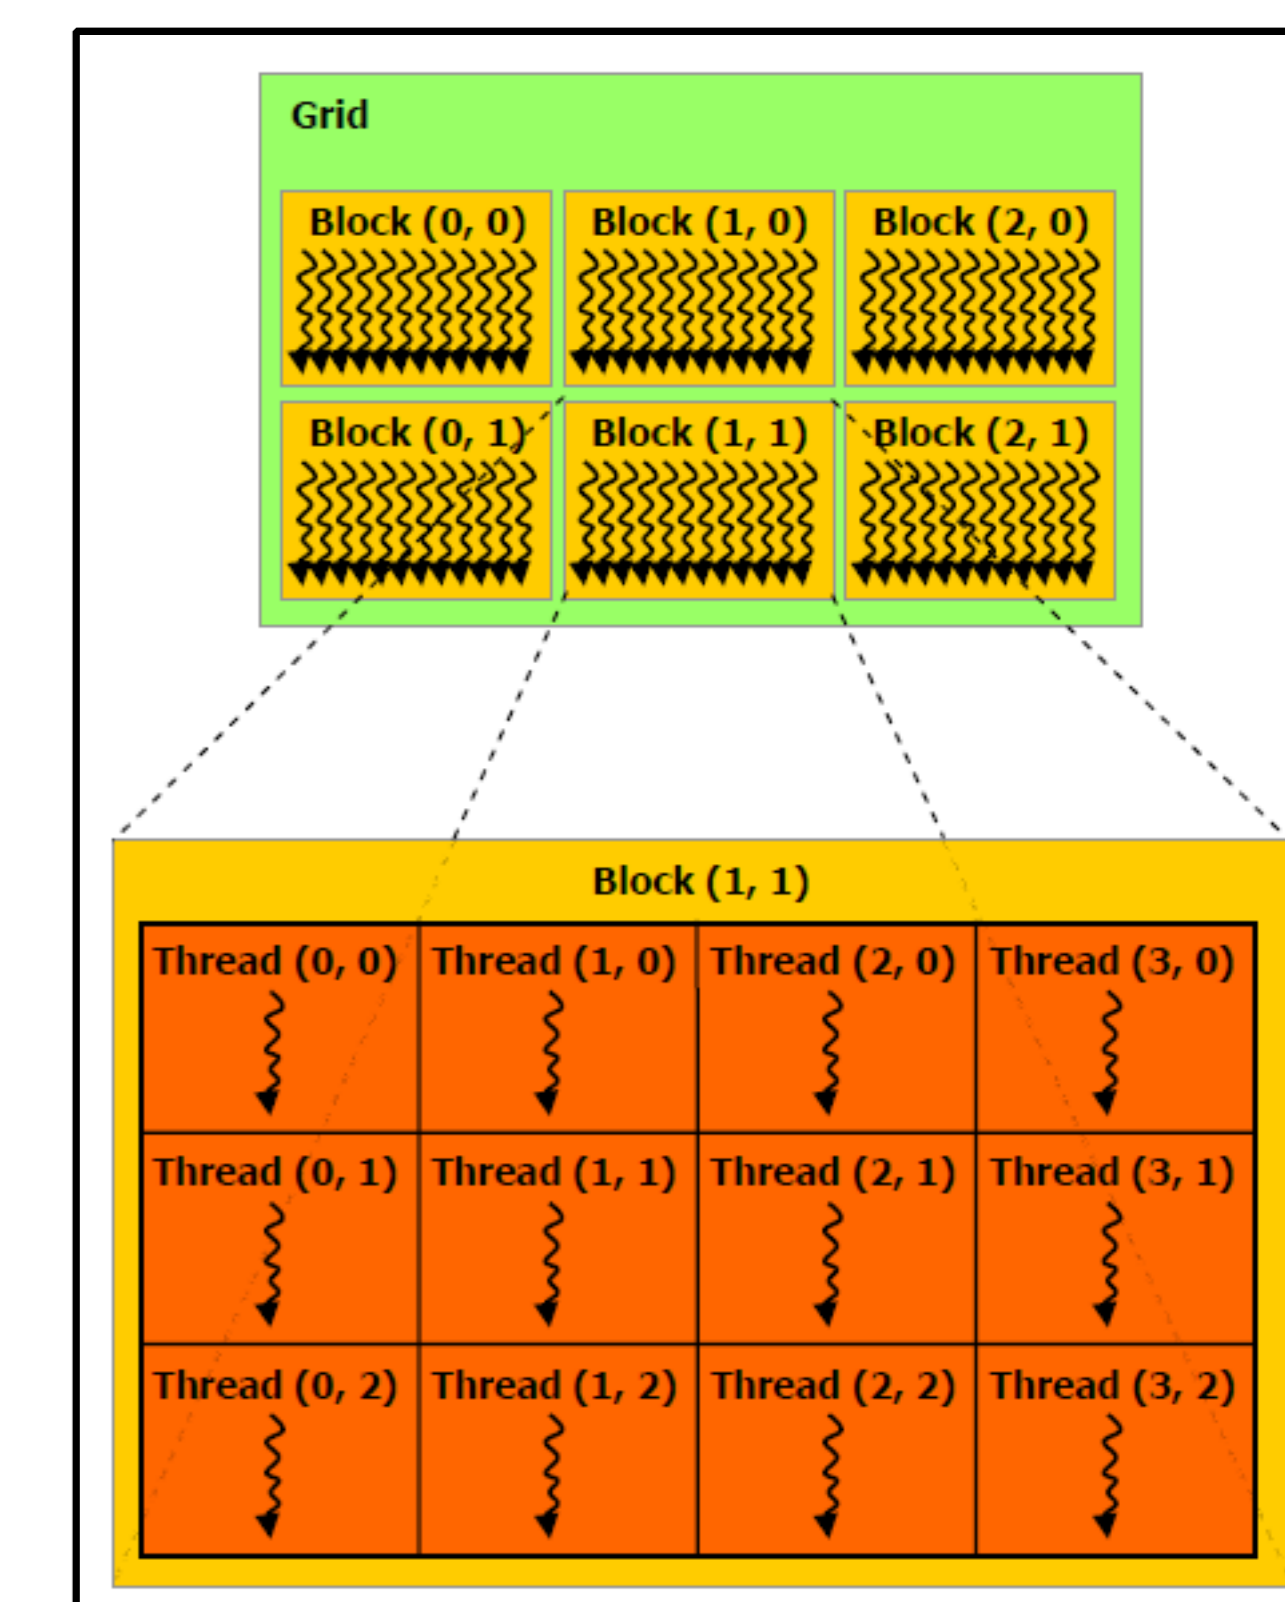 Grid
Block (0, 0) Block (1, 0) Block (2, 0)
Block (0, 1) Block (1, 1) Block (2, 1)
Block (1, 1)
Thread (0, 0) Thread (1, 0) Thread (2, 0) Thread (3, 0)
Thread (0, 1) Thread (1, 1) Thread (2, 1) Thread (3, 1)
Thread (0, 2) Thread (1, 2) Thread (2, 2) Thread (3, 2)